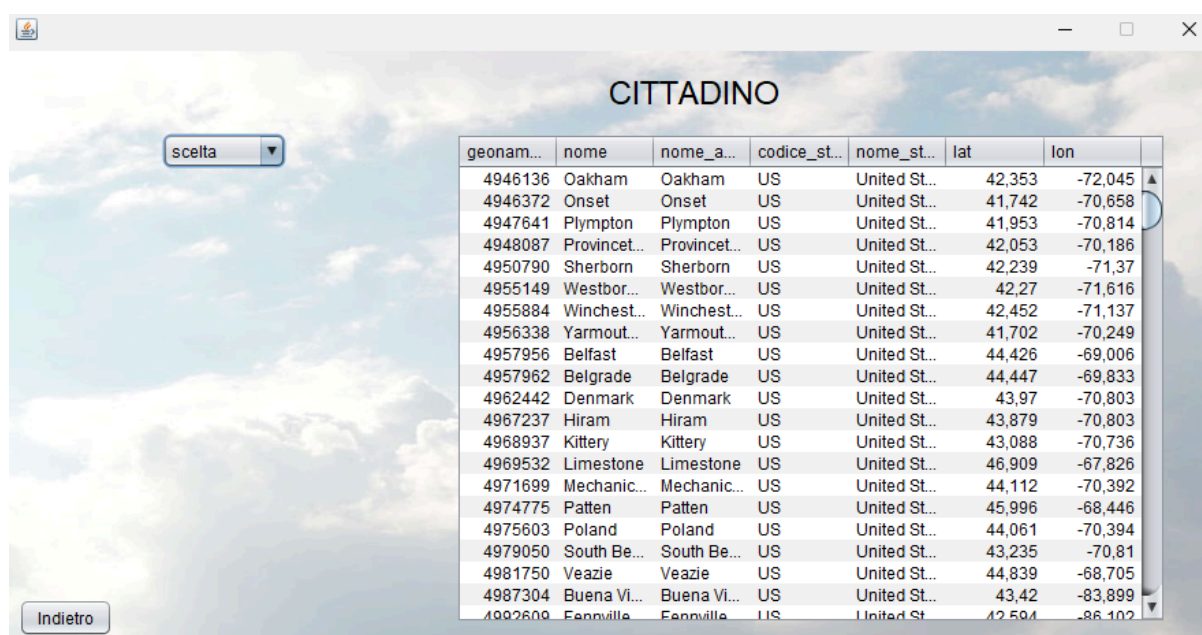 CITTADINO
scelta
geonam... nome nome_a... codice_st... nome_st... lat lon
4946136 Oakham Oakham US United St... 42,353 -72,045
4946372 Onset Onset US United St... 41,742 -70,658
4947641 Plympton Plympton US United St... 41,953 -70,814
4948087 Provincet... Provincet... US United St... 42,053 -70,186
4950790 Sherborn Sherborn US United St... 42,239 -71,37
4955149 Westbor... Westbor... US United St... 42,27 -71,616
4955884 Winchest... Winchest... US United St... 42,452 -71,137
4956338 Yarmout... Yarmout... US United St... 41,702 -70,249
4957956 Belfast Belfast US United St... 44,426 -69,006
4957962 Belgrade Belgrade US United St... 44,447 -69,833
4962442 Denmark Denmark US United St... 43,97 -70,803
4967237 Hiram Hiram US United St... 43,879 -70,803
4968937 Kittery Kittery US United St... 43,088 -70,736
4969532 Limestone Limestone US United St... 46,909 -67,826
4971699 Mechanic... Mechanic... US United St... 44,112 -70,392
4974775 Patten Patten US United St... 45,996 -68,446
4975603 Poland Poland US United St... 44,061 -70,394
4979050 South Be... South Be... US United St... 43,235 -70,81
4981750 Veazie Veazie US United St... 44,839 -68,705
4987304 Buena Vi... Buena Vi... US United St... 43,42 -83,899
4992609 Fennville Fennville US United St... 42,594 -86,102
Indietro